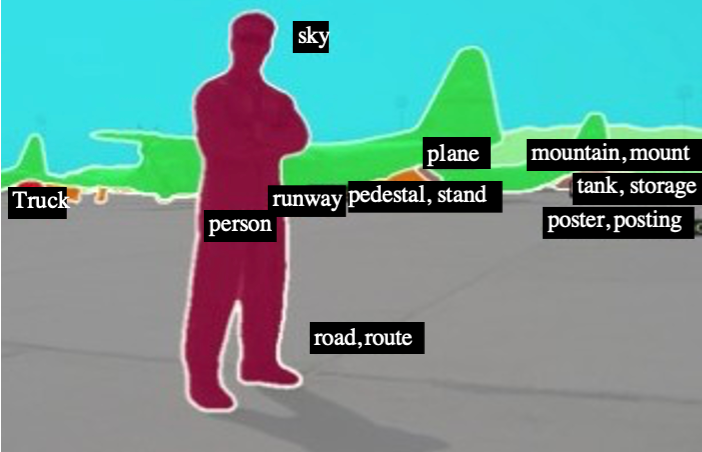 sky
plane
mountain, mount
Truck
runway
pedestal, stand
tank, storage
person
poster, posting
road, route